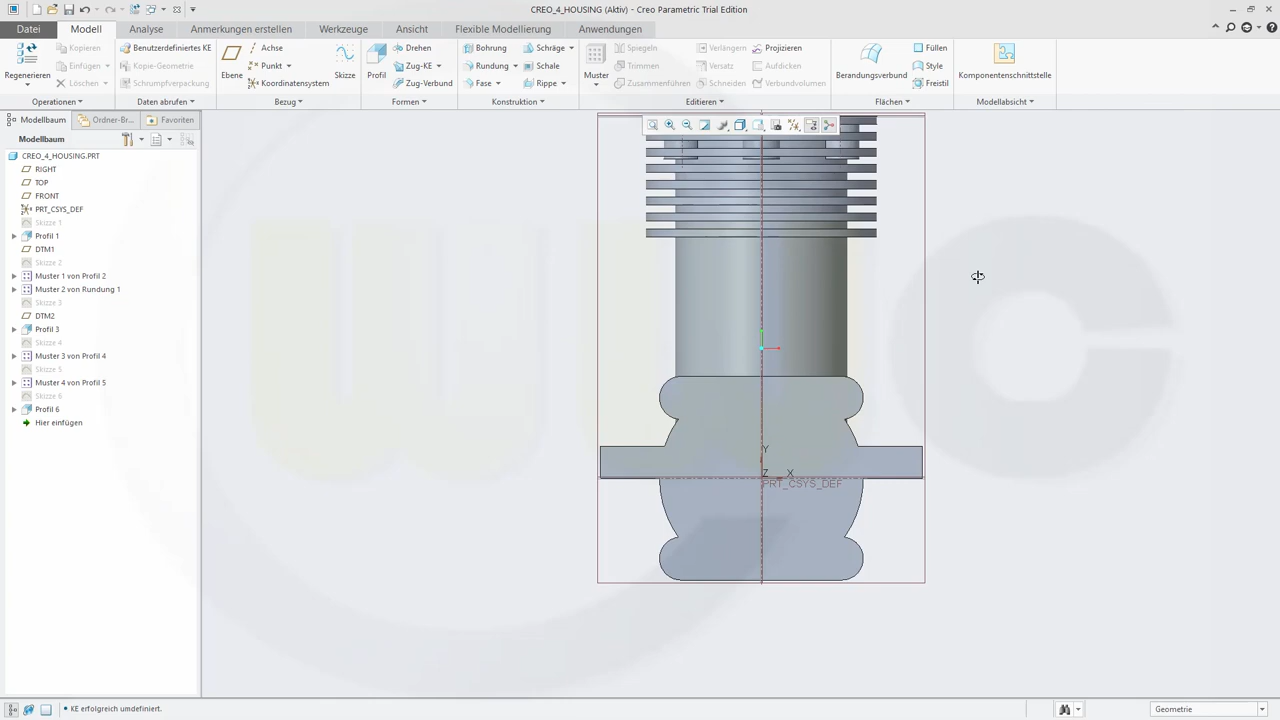 CREO_4_HOUSING (Aktiv) - Creo Parametric Trial Edition
Datei Modell Analyse Anmerkungen erstellen Werkzeuge Ansicht Flexible Modellierung Anwendungen
Regenerieren
Kopieren
Einfügen
Löschen
Operationen
Benutzerdefiniertes KE
Kopie-Geometrie
Schrumpfverpackung
Daten abrufen
Ebene
Achse
Punkt
Koordinatensystem
Skizze
Bezug
Profil
Drehen
Zug-KE
Zug-Verbund
Formen
Bohrung
Rundung
Fase
Schräge
Schale
Rippe
Konstruktion
Muster
Spiegeln
Trimmen
Zusammenführen
Verlängern
Versatz
Schneiden
Projizieren
Aufdicken
Verbundvolumen
Editieren
Berandungsverbund
Füllen
Style
Freistil
Flächen
Komponentenschnittstelle
Modellabsicht
Modellbaum Ordner-Br... Favoriten
Modellbaum
CREO_4_HOUSING.PRT
RIGHT
TOP
FRONT
PRT_CSYS_DEF
Skizze 1
Profil 1
DTM1
Skizze 2
Muster 1 von Profil 2
Muster 2 von Rundung 1
Skizze 3
DTM2
Profil 3
Skizze 4
Muster 3 von Profil 4
Skizze 5
Muster 4 von Profil 5
Skizze 6
Profil 6
Hier einfügen
Y
Z X
PRT_CSYS_DEF
KE erfolgreich umdefiniert.
Geometrie